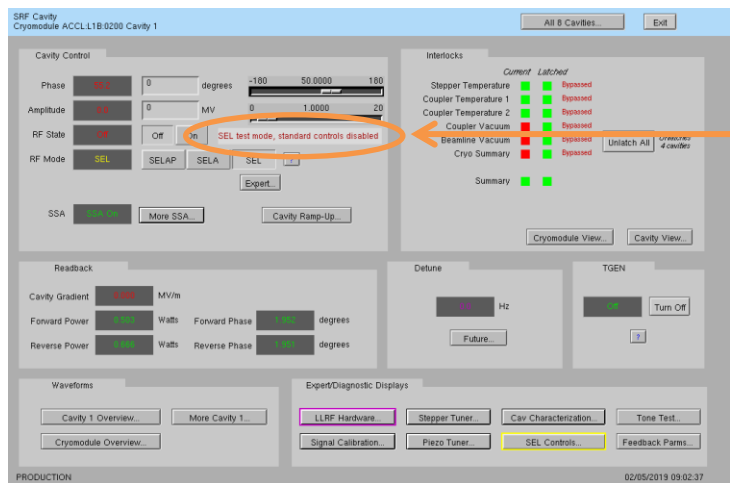 SRF Cavity
Cryomodule ACCL:L1B:0200 Cavity 1
All 8 Cavities...
Exit
Cavity Control
Phase
0
degrees
-180 50.0000 180
Amplitude
0
MV
0 1.0000 20
RF State
Off
Off
On
SEL test mode, standard controls disabled
RF Mode
SEL
SELAP
SELA
SEL
?
Expert...
SSA
SSA On
More SSA...
Cavity Ramp-Up...
Interlocks
Current Latched
Stepper Temperature Bypassed
Coupler Temperature 1 Bypassed
Coupler Temperature 2 Bypassed
Coupler Vacuum Bypassed
Beamline Vacuum Bypassed
Cryo Summary Bypassed
Unlatch All
4 cavities
Summary
Cryomodule View...
Cavity View...
Readback
Cavity Gradient MV/m
Forward Power 0.503 Watts Forward Phase 1.952 degrees
Reverse Power Watts Reverse Phase 1.951 degrees
Detune
Hz
Future...
TGEN
Off
Turn Off
?
Waveforms
Cavity 1 Overview...
More Cavity 1...
Cryomodule Overview...
Expert/Diagnostic Displays
LLRF Hardware...
Stepper Tuner...
Cav Characterization...
Tone Test...
Signal Calibration...
Piezo Tuner...
SEL Controls...
Feedback Parms...
PRODUCTION
02/05/2019 09:02:37